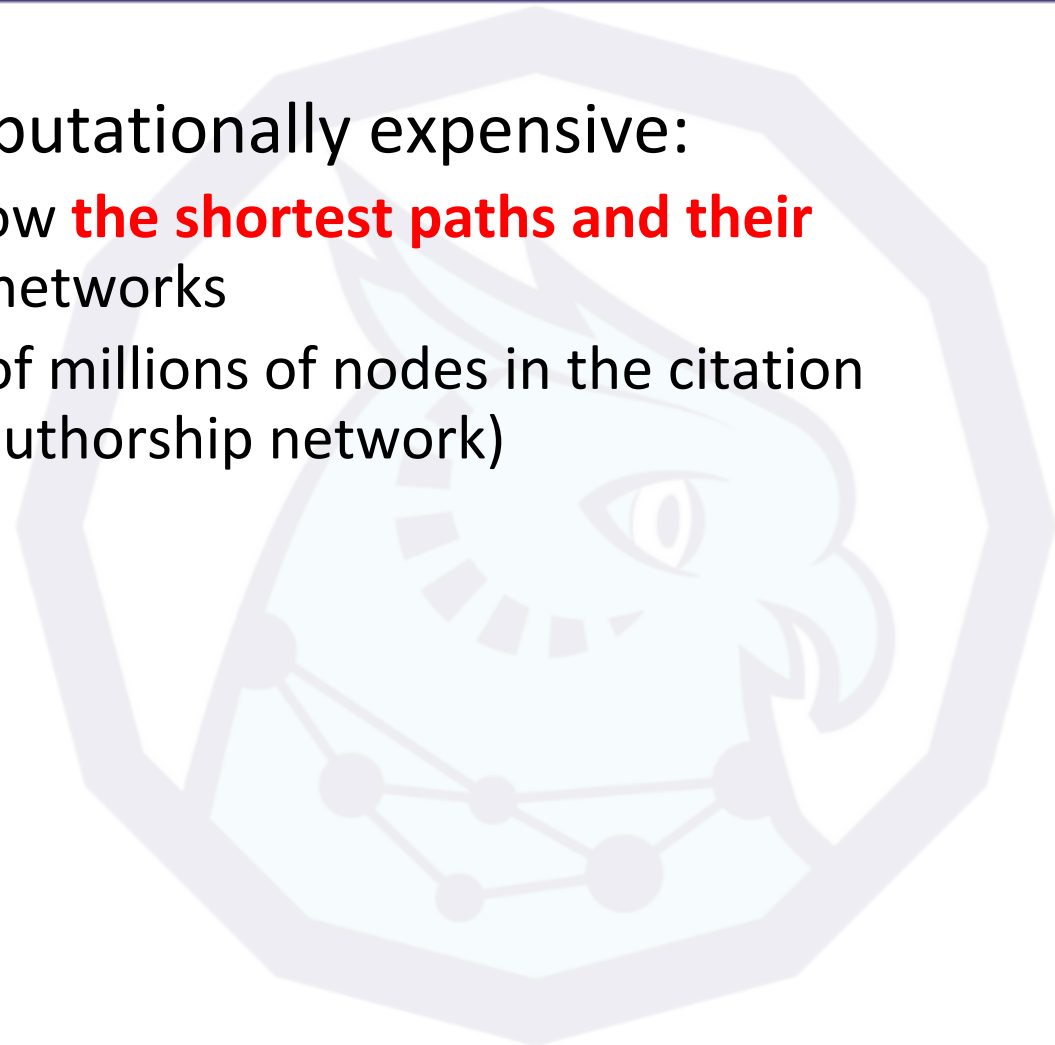 putationally expensive:
ow the shortest paths and their
networks
of millions of nodes in the citation
uthorship network)